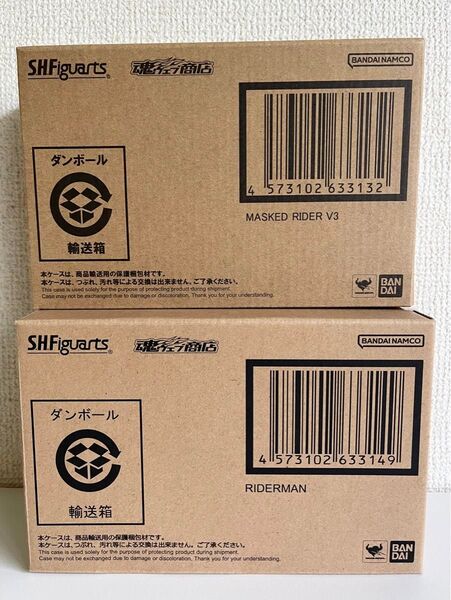 S.H.Figuarts
魂ウェブ商店
BANDAI NAMCO
ダンボール
輸送箱
4 573102 633132
MASKED RIDER V3
本ケースは、商品輸送用の保護梱包材です。
本ケースは、つぶれ、汚れ等による交換は出来ません。ご了承ください。
This case is used solely for the purpose of protecting product during shipment.
Case may not be exchanged due to damage or discoloration. Thank you for your understanding.
BAN
DAI
S.H.Figuarts
魂ウェブ商店
BANDAI NAMCO
ダンボール
輸送箱
4 573102 633149
RIDERMAN
本ケースは、商品輸送用の保護梱包材です。
本ケースは、つぶれ、汚れ等による交換は出来ません。ご了承ください。
This case is used solely for the purpose of protecting product during shipment.
Case may not be exchanged due to damage or discoloration. Thank you for your understanding.
BAN
DAI